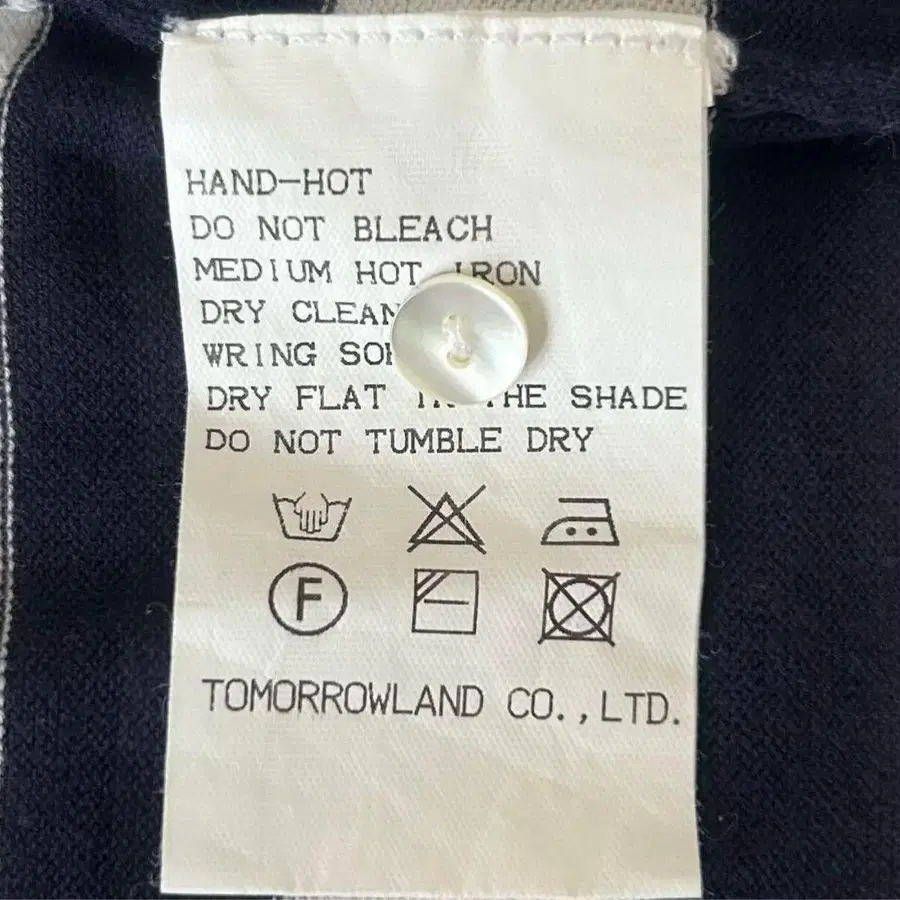 HAND-HOT
DO NOT BLEACH
MEDIUM HOT IRON
DRY CLEAN
WRING
DRY FLAT THE SHADE
DO NOT TUMBLE DRY
F
TOMORROWLAND CO.,LTD.